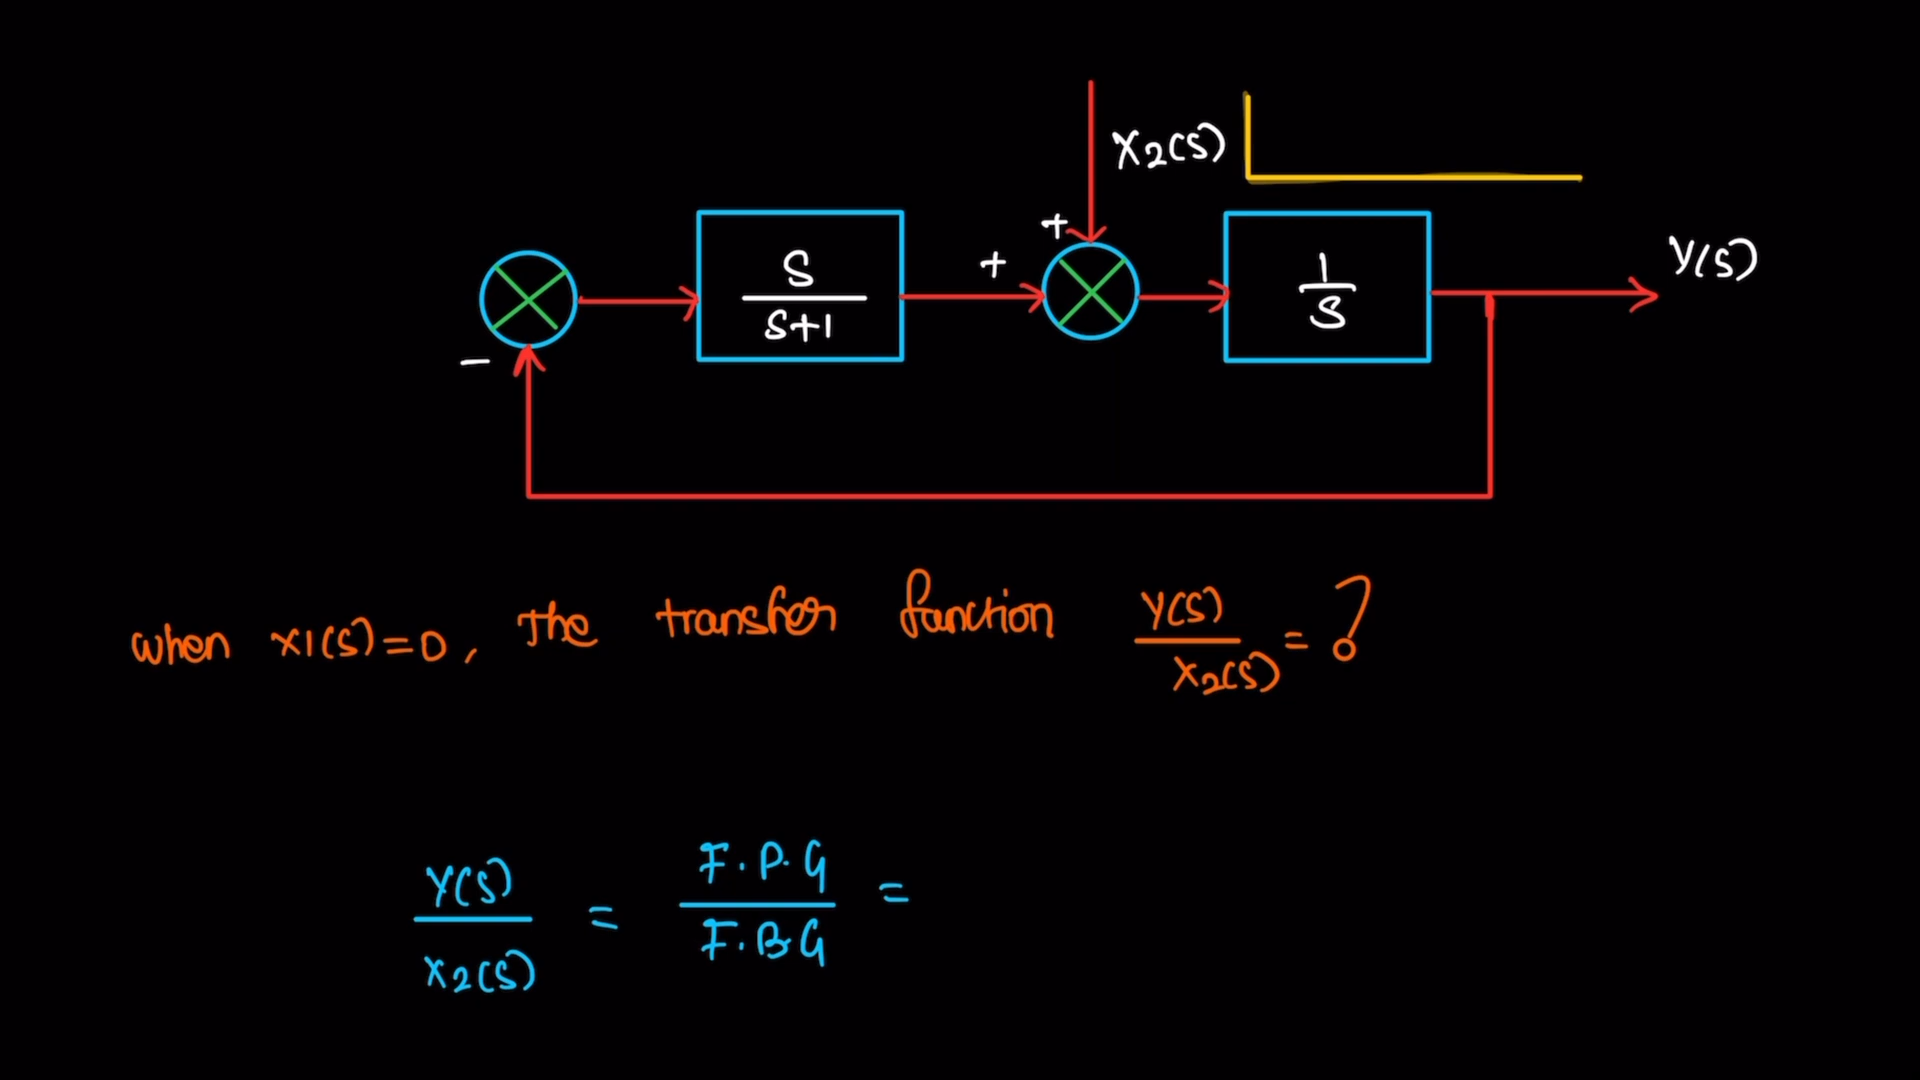 X2(S)
+
Y(S)
S
+
1
S+1
S
-
when x1(s)=0, The transfer function Y(S)
= ?
X2(S)
Y(S) = F.P.G =
X2(S) F.B.G